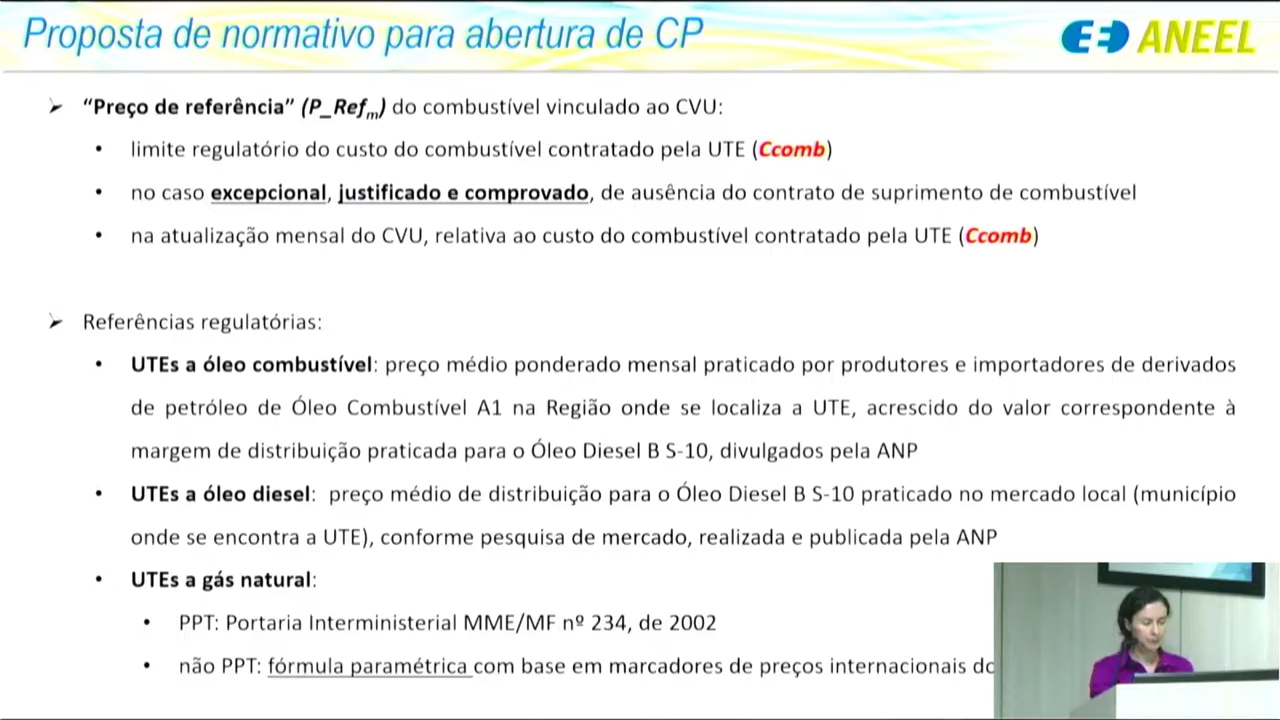 Proposta de normativo para abertura de CP
ANEEL
➢ “Preço de referência” (P_Refm) do combustível vinculado ao CVU:
• limite regulatório do custo do combustível contratado pela UTE (Ccomb)
• no caso excepcional, justificado e comprovado, de ausência do contrato de suprimento de combustível
• na atualização mensal do CVU, relativa ao custo do combustível contratado pela UTE (Ccomb)
➢ Referências regulatórias:
• UTEs a óleo combustível: preço médio ponderado mensal praticado por produtores e importadores de derivados
de petróleo de Óleo Combustível A1 na Região onde se localiza a UTE, acrescido do valor correspondente à
margem de distribuição praticada para o Óleo Diesel B S-10, divulgados pela ANP
• UTEs a óleo diesel: preço médio de distribuição para o Óleo Diesel B S-10 praticado no mercado local (município
onde se encontra a UTE), conforme pesquisa de mercado, realizada e publicada pela ANP
• UTEs a gás natural:
• PPT: Portaria Interministerial MME/MF nº 234, de 2002
• não PPT: fórmula paramétrica com base em marcadores de preços internacionais